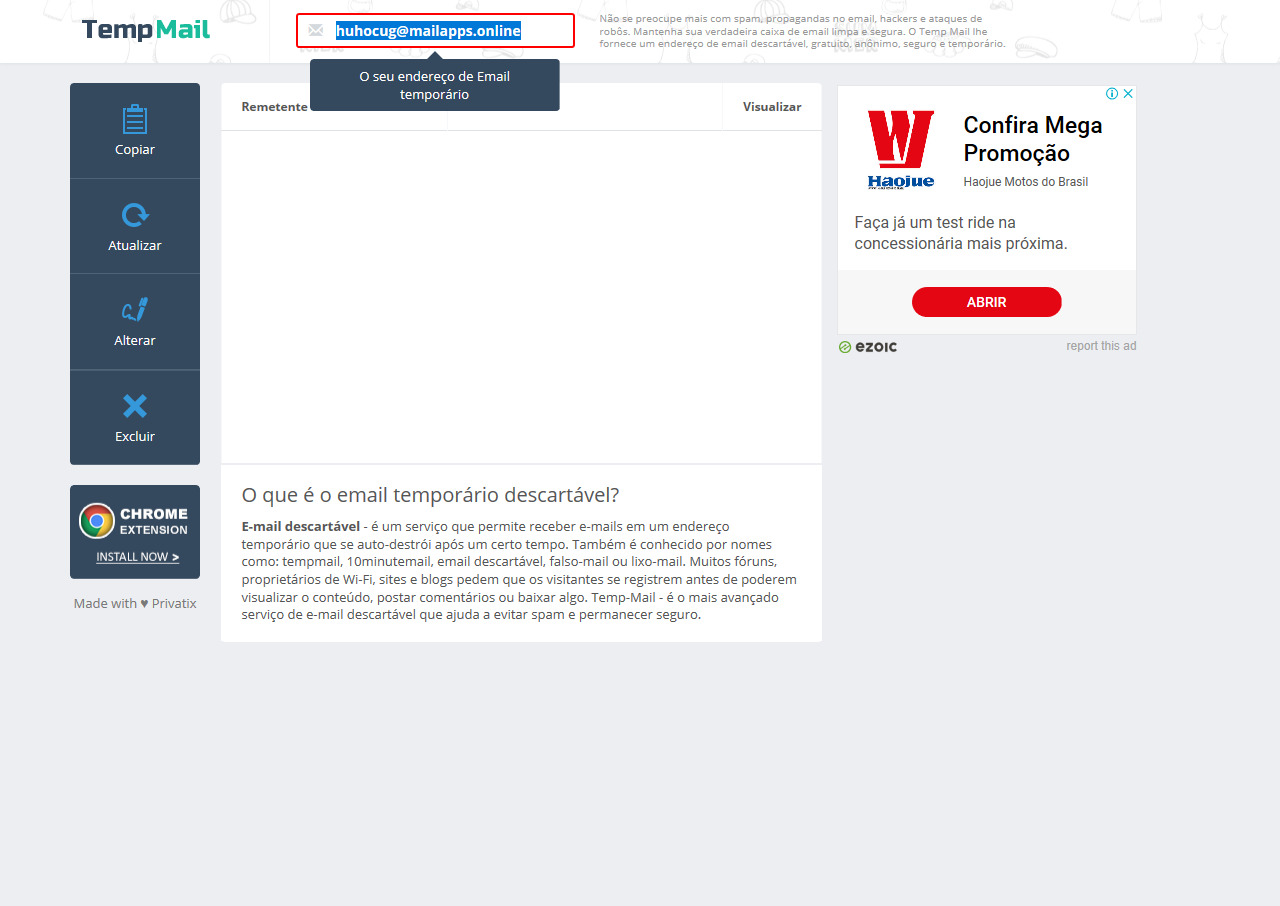 TempMail
huhocug@mailapps.online
Não se preocupe mais com spam, propagandas no email, hackers e ataques de
robôs. Mantenha sua verdadeira caixa de email limpa e segura. O Temp Mail lhe
fornece um endereço de email descartável, gratuito, anônimo, seguro e temporário.
O seu endereço de Email
temporário
Copiar
Atualizar
Alterar
Excluir
CHROME
EXTENSION
INSTALL NOW >
Made with ♥ Privatix
Remetente
Visualizar
O que é o email temporário descartável?
E-mail descartável - é um serviço que permite receber e-mails em um endereço
temporário que se auto-destrói após um certo tempo. Também é conhecido por nomes
como: tempmail, 10minutemail, email descartável, falso-mail ou lixo-mail. Muitos fóruns,
proprietários de Wi-Fi, sites e blogs pedem que os visitantes se registrem antes de poderem
visualizar o conteúdo, postar comentários ou baixar algo. Temp-Mail - é o mais avançado
serviço de e-mail descartável que ajuda a evitar spam e permanecer seguro.
Haojue
Confira Mega
Promoção
Haojue Motos do Brasil
Faça já um test ride na
concessionária mais próxima.
ABRIR
ezoic
report this ad